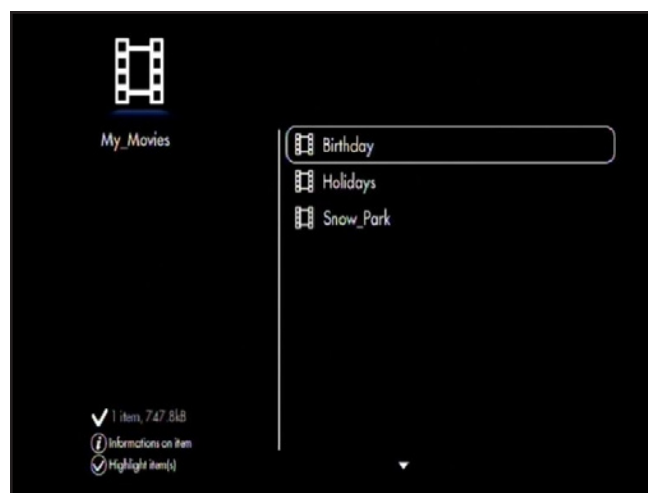 My_Movies
Birthday
Holidays
Snow_Park
1 item, 747.8kB
Informations on item
Highlight item(s)